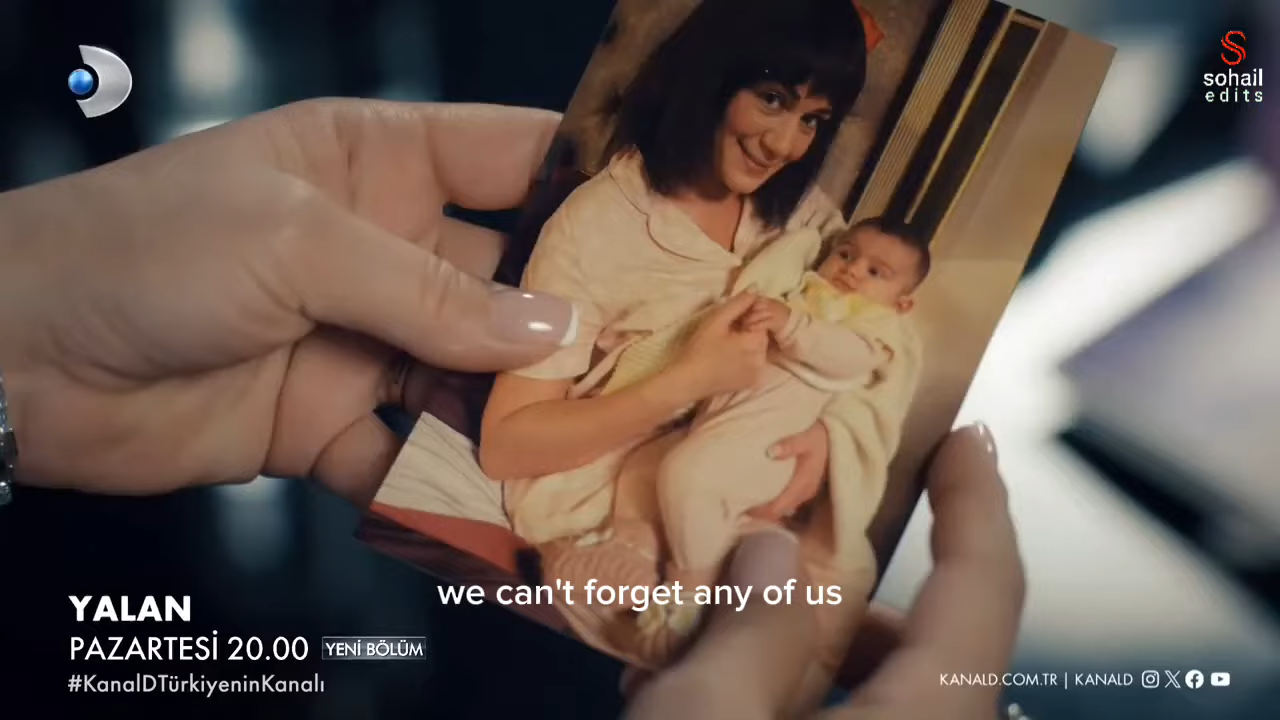 sohail
edits
we can't forget any of us
YALAN
PAZARTESİ 20.00 YENİ BÖLÜM
#KanalDTürkiyeninKanalı
KANALD.COM.TR | KANALD